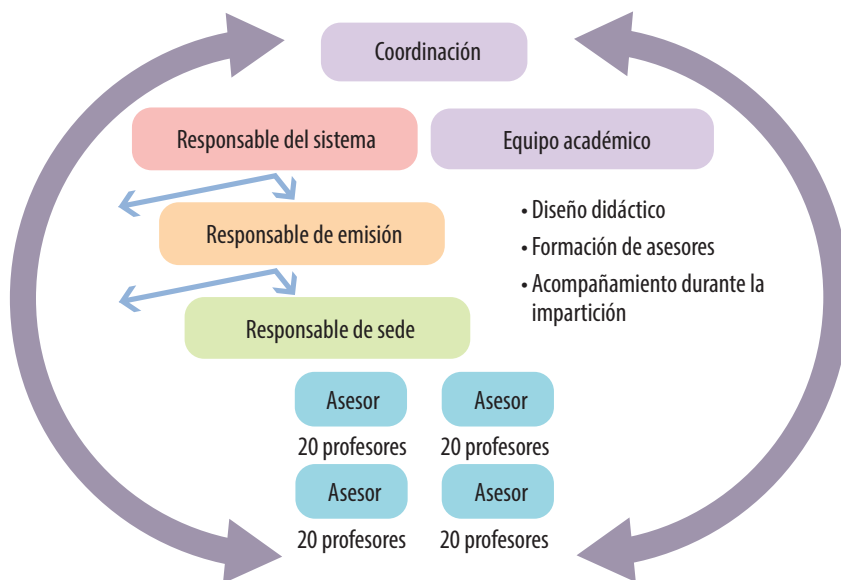 Coordinación
Responsable del sistema
Equipo académico
Responsable de emisión
Responsable de sede
• Diseño didáctico
• Formación de asesores
• Acompañamiento durante la
impartición
Asesor
Asesor
20 profesores
20 profesores
Asesor
Asesor
20 profesores
20 profesores